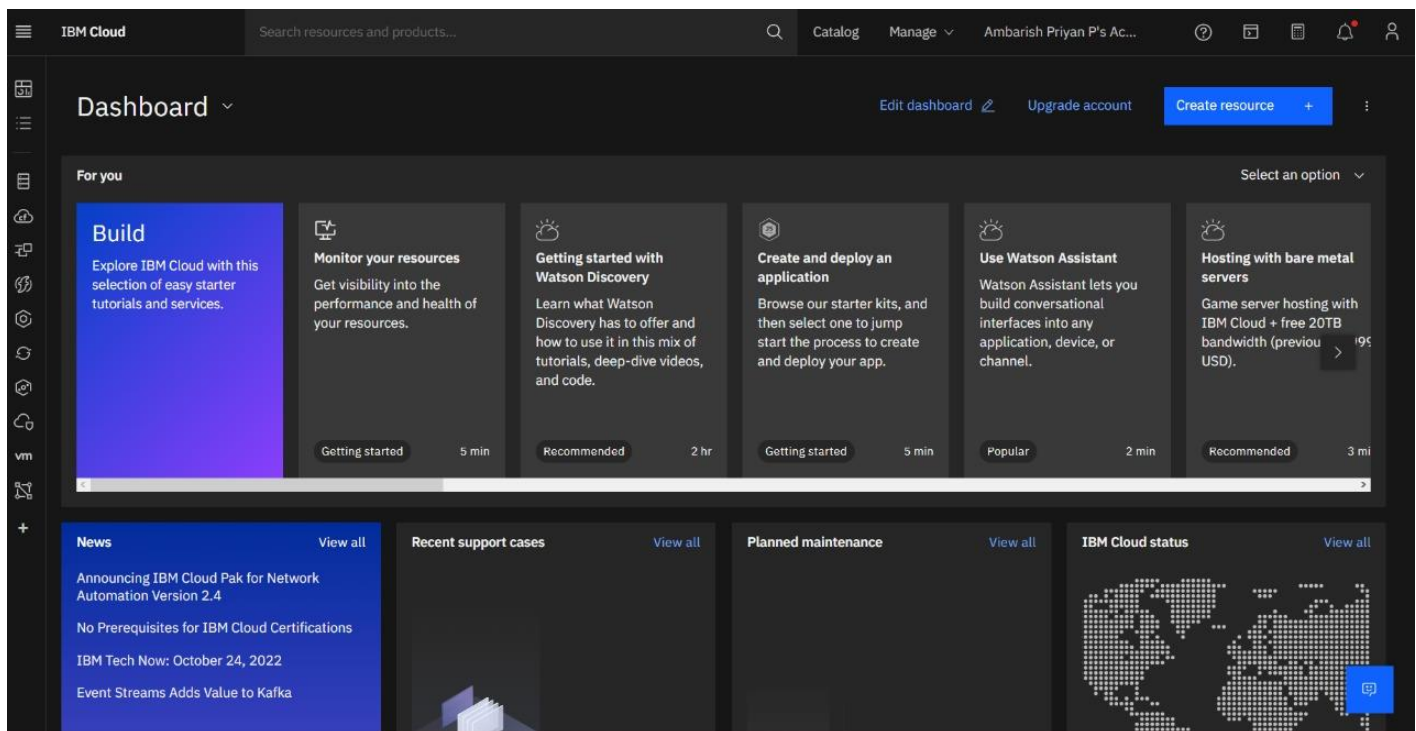 IBM Cloud
Search resources and products...
Catalog
Manage
Ambarish Priyan P's Ac...
Dashboard
Edit dashboard
Upgrade account
Create resource +
For you
Select an option
Build
Explore IBM Cloud with this
selection of easy starter
tutorials and services.
Monitor your resources
Get visibility into the
performance and health of
your resources.
Getting started
5 min
Getting started with
Watson Discovery
Learn what Watson
Discovery has to offer and
how to use it in this mix of
tutorials, deep-dive videos,
and code.
Recommended
2 hr
Create and deploy an
application
Browse our starter kits, and
then select one to jump
start the process to create
and deploy your app.
Getting started
5 min
Use Watson Assistant
Watson Assistant lets you
build conversational
interfaces into any
application, device, or
channel.
Popular
2 min
Hosting with bare metal
servers
Game server hosting with
IBM Cloud + free 20TB
bandwidth
USD).
Recommended
3 mi
vm
News
View all
Announcing IBM Cloud Pak for Network
Automation Version 2.4
No Prerequisites for IBM Cloud Certifications
IBM Tech Now: October 24, 2022
Event Streams Adds Value to Kafka
Recent support cases
View all
Planned maintenance
View all
IBM Cloud status
View all